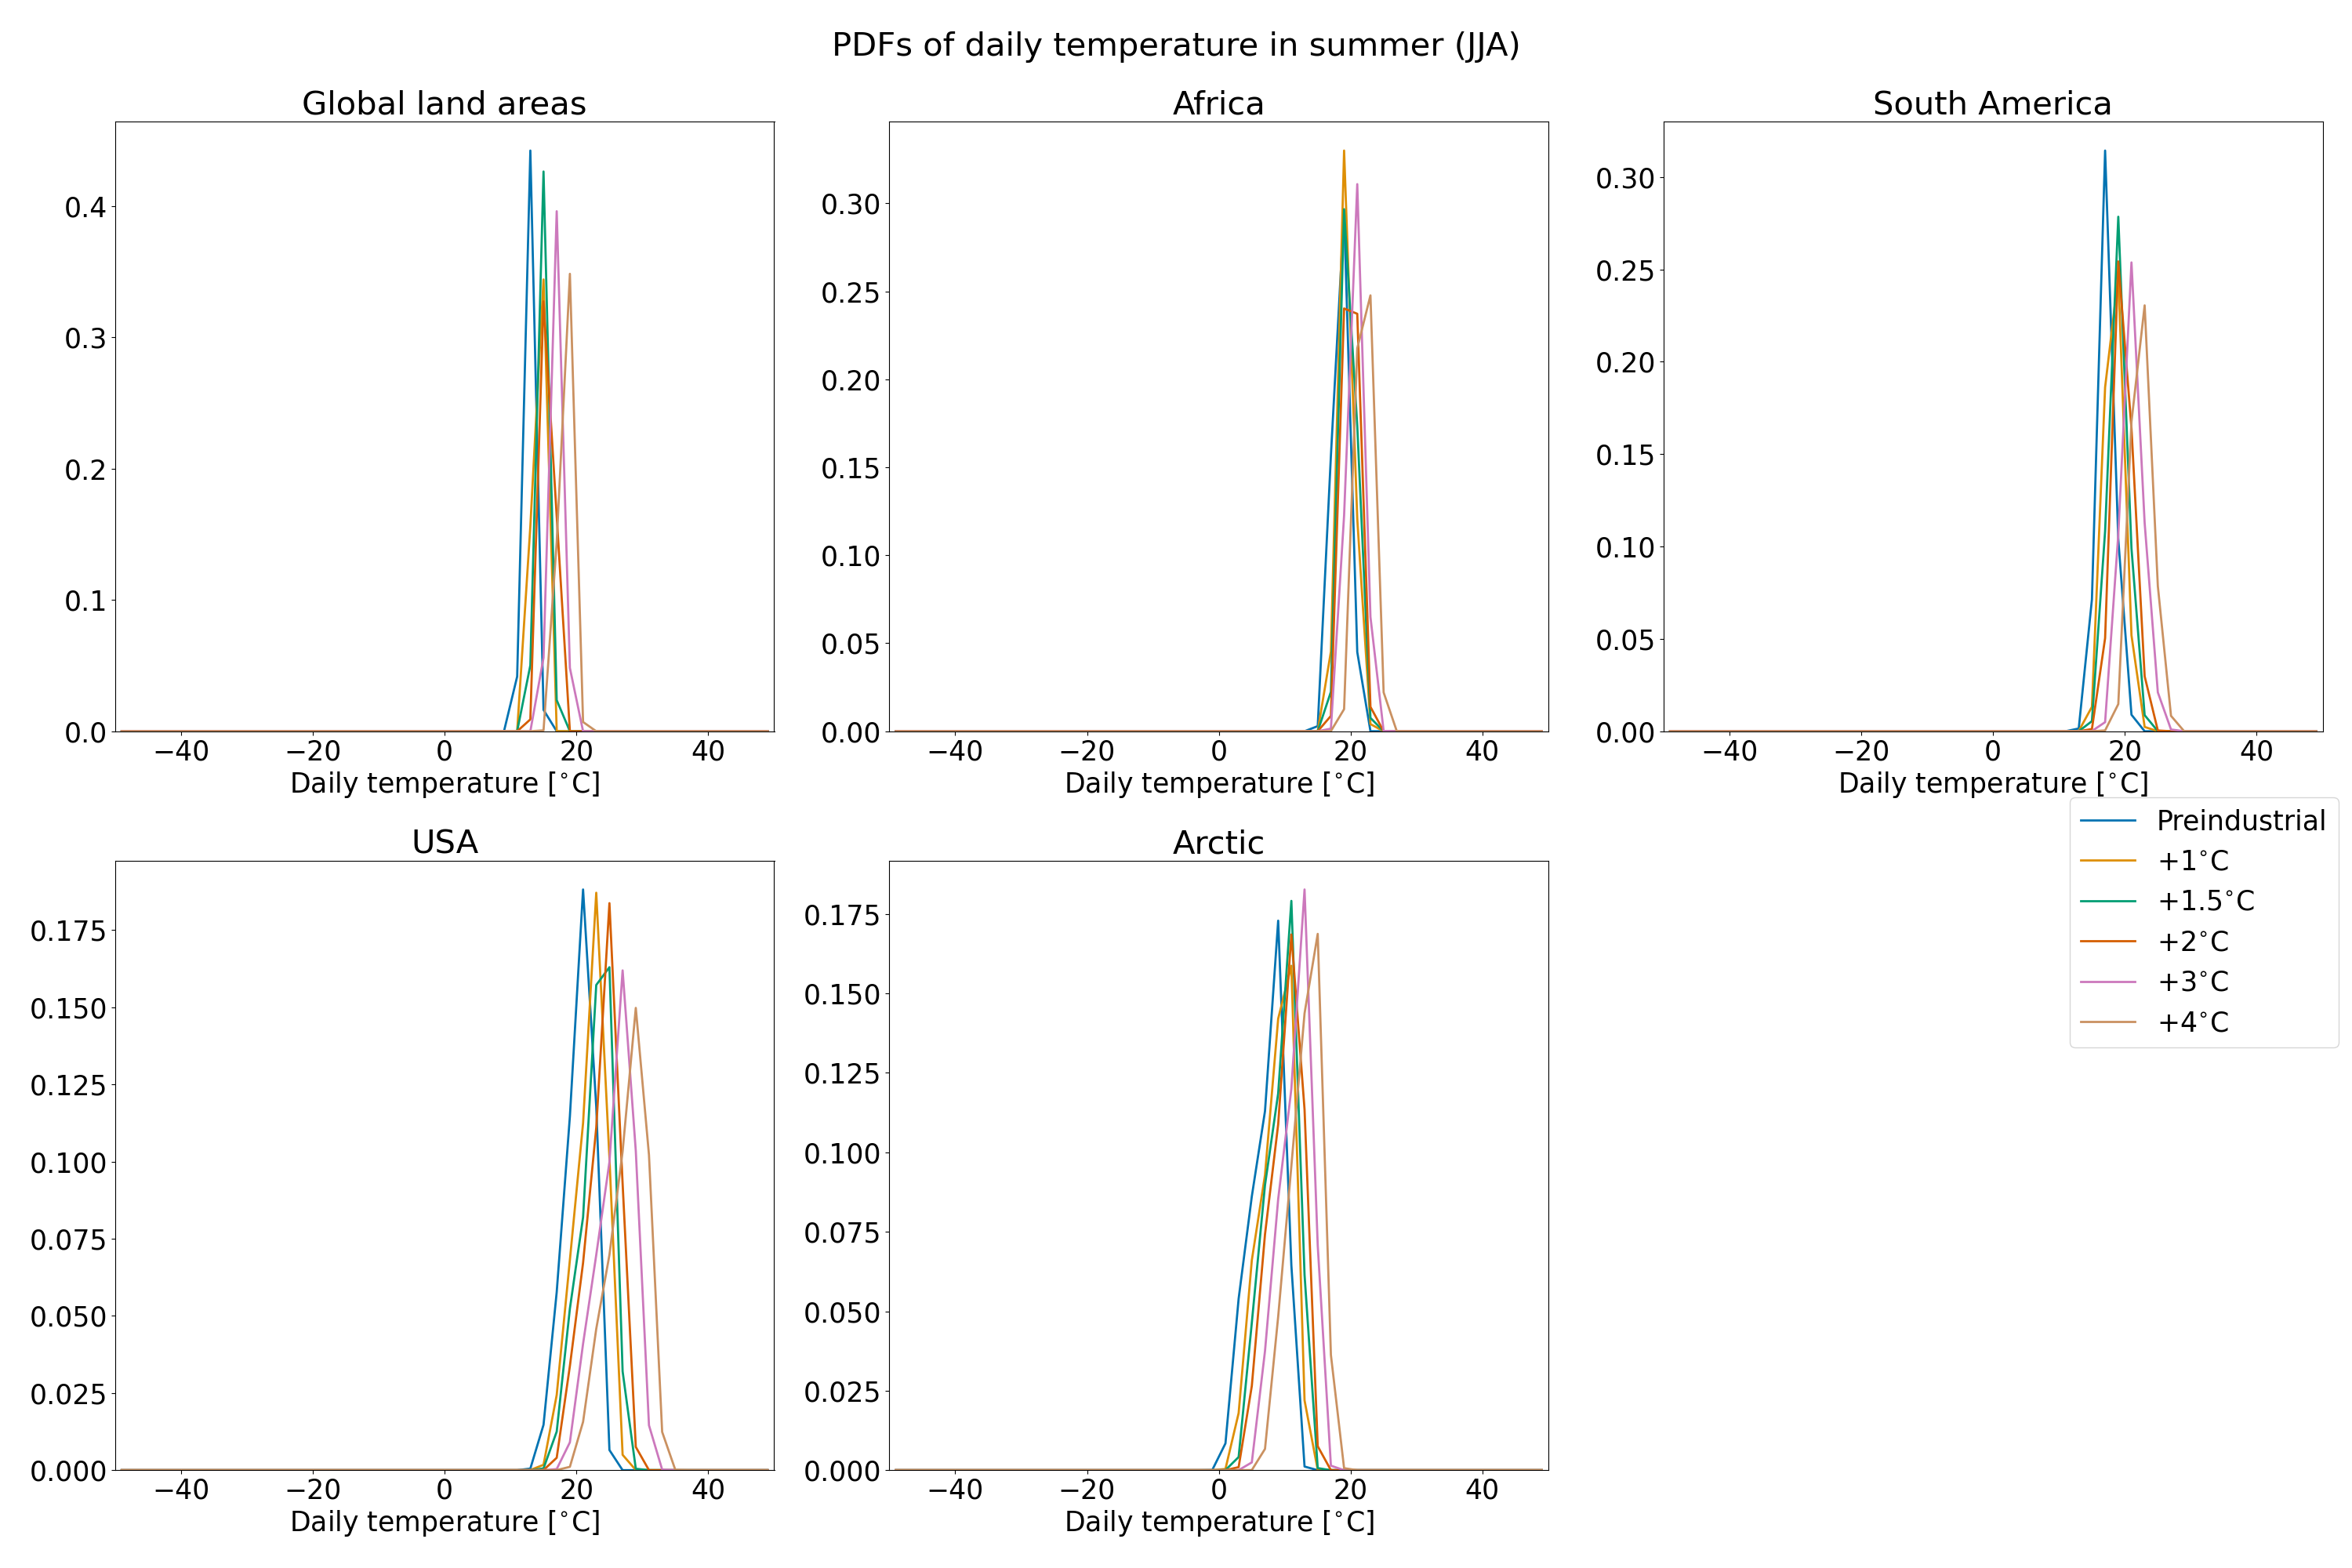 PDFs of daily temperature in summer (JJA)
Global land areas
0.4
0.3
0.2
0.1
0.0
−40 −20 0 20 40
Daily temperature [°C]
Africa
0.30
0.25
0.20
0.15
0.10
0.05
0.00
−40 −20 0 20 40
Daily temperature [°C]
South America
0.30
0.25
0.20
0.15
0.10
0.05
0.00
−40 −20 0 20 40
Daily temperature [°C]
USA
0.175
0.150
0.125
0.100
0.075
0.050
0.025
0.000
−40 −20 0 20 40
Daily temperature [°C]
Arctic
0.175
0.150
0.125
0.100
0.075
0.050
0.025
0.000
−40 −20 0 20 40
Daily temperature [°C]
Preindustrial
+1°C
+1.5°C
+2°C
+3°C
+4°C